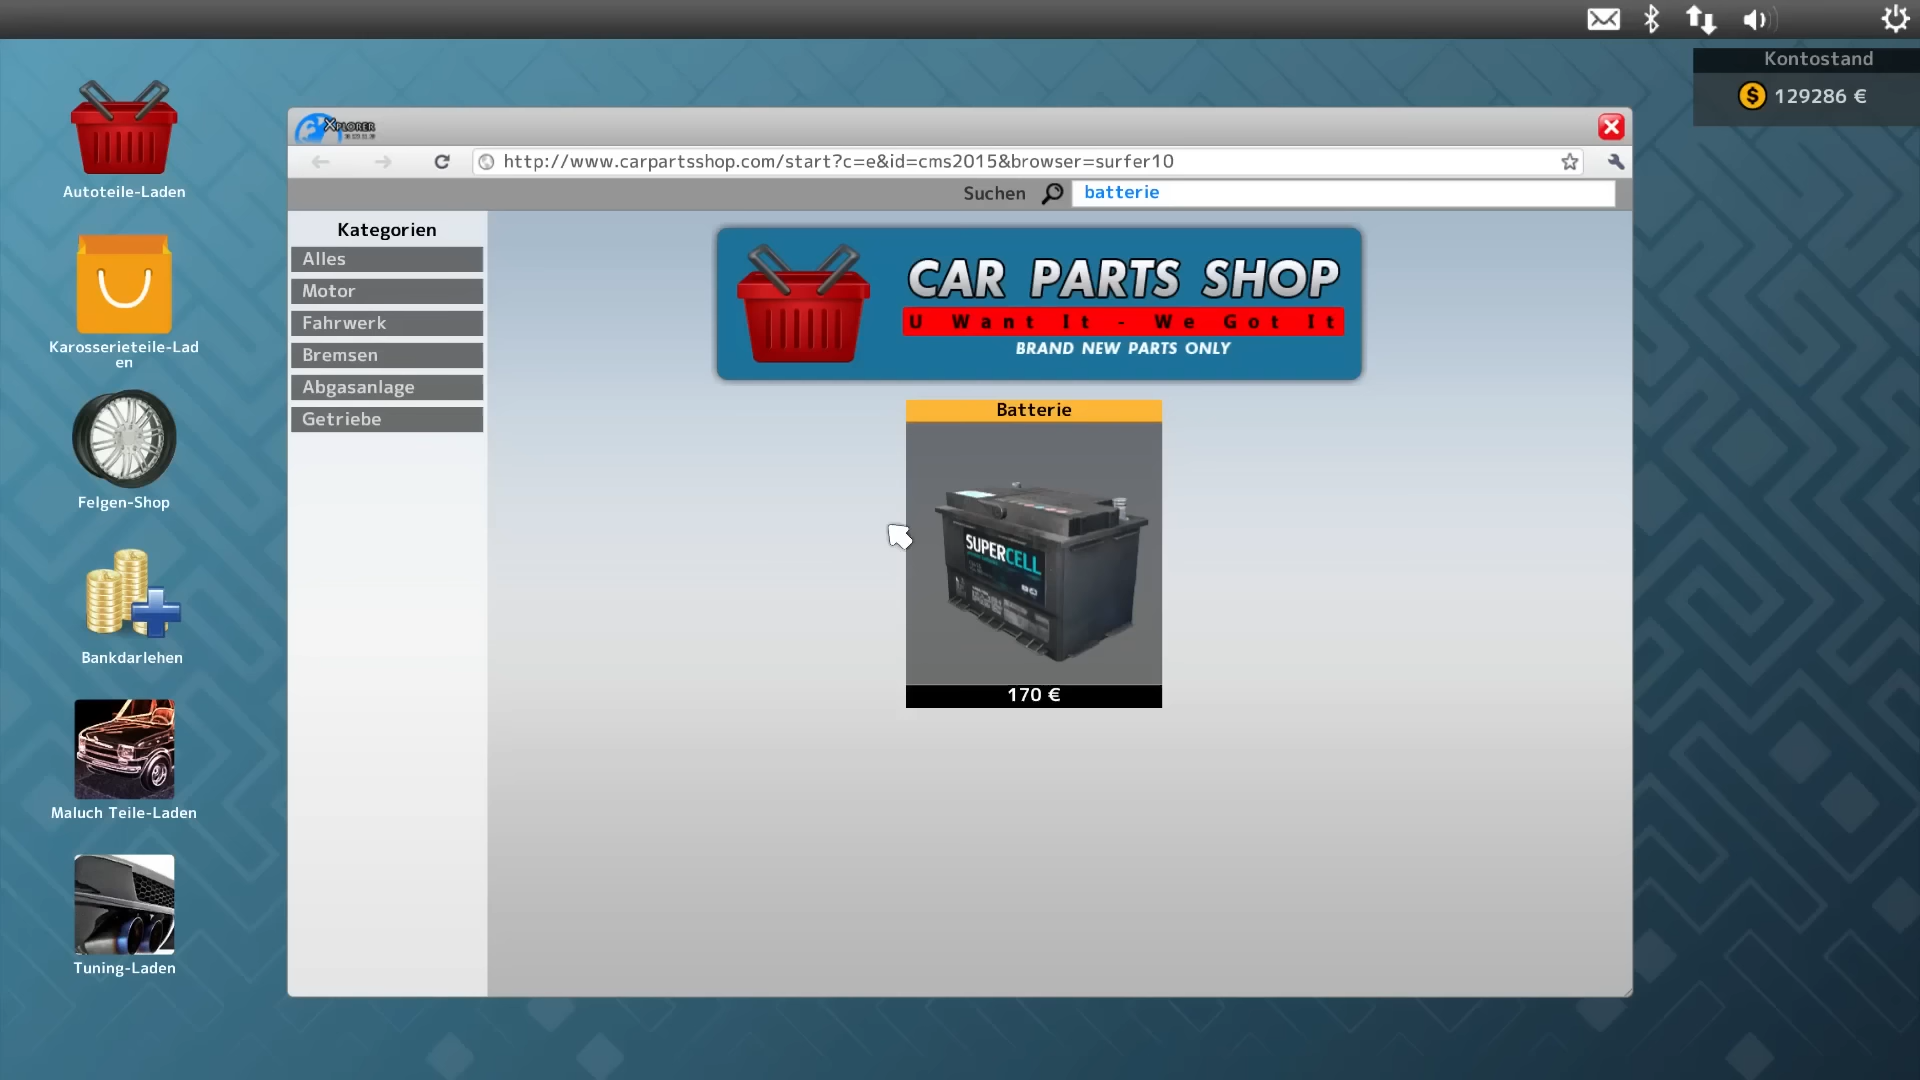 Kontostand
129286 €
Autoteile-Laden
Karosserieteile-Lad
en
Felgen-Shop
Bankdarlehen
Maluch Teile-Laden
Tuning-Laden
XPLORER
http://www.carpartsshop.com/start?c=e&id=cms2015&browser=surfer10
Suchen batterie
Kategorien
Alles
Motor
Fahrwerk
Bremsen
Abgasanlage
Getriebe
CAR PARTS SHOP
U Want It - We Got It
BRAND NEW PARTS ONLY
Batterie
SUPERCELL
170 €